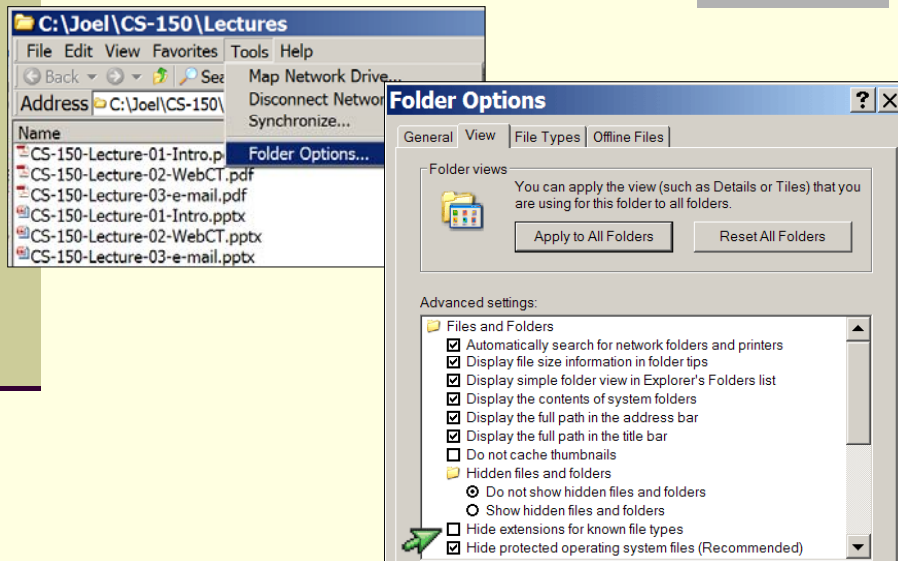 C:\Joel\CS-150\Lectures
File Edit View Favorites Tools Help
Back
Address C:\Joel\CS-150\
Map Network Drive...
Synchronize...
Folder Options...
Name
CS-150-Lecture-02-WebCT.pdf
CS-150-Lecture-03-e-mail.pdf
CS-150-Lecture-01-Intro.pptx
CS-150-Lecture-02-WebCT.pptx
CS-150-Lecture-03-e-mail.pptx
Folder Options
General View File Types Offline Files
Folder views
You can apply the view (such as Details or Tiles) that you
are using for this folder to all folders.
Apply to All Folders Reset All Folders
Advanced settings:
Files and Folders
Automatically search for network folders and printers
Display file size information in folder tips
Display simple folder view in Explorer's Folders list
Display the contents of system folders
Display the full path in the address bar
Display the full path in the title bar
Do not cache thumbnails
Hidden files and folders
Do not show hidden files and folders
Show hidden files and folders
Hide extensions for known file types
Hide protected operating system files (Recommended)